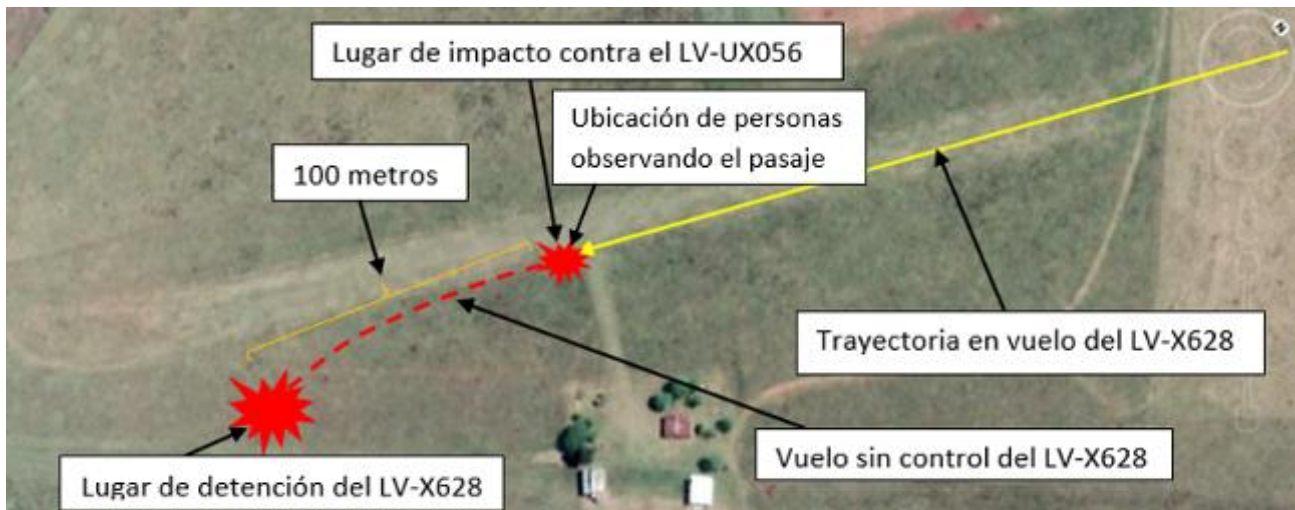 Lugar de impacto contra el LV-UX056
Ubicación de personas
observando el pasaje
100 metros
Trayectoria en vuelo del LV-X628
Vuelo sin control del LV-X628
Lugar de detención del LV-X628